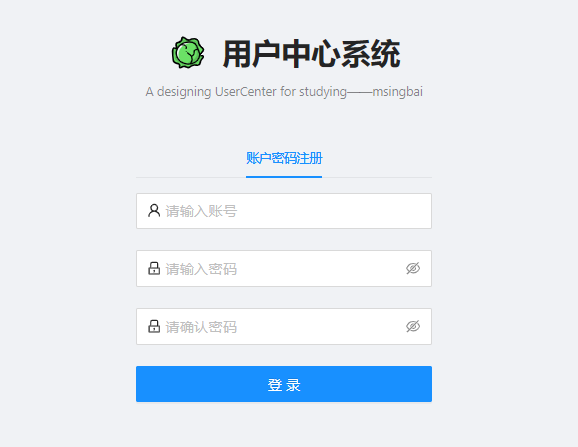 用户中心系统
A designing UserCenter for studying——msingbai
账户密码注册
请输入账号
请输入密码
请确认密码
登 录